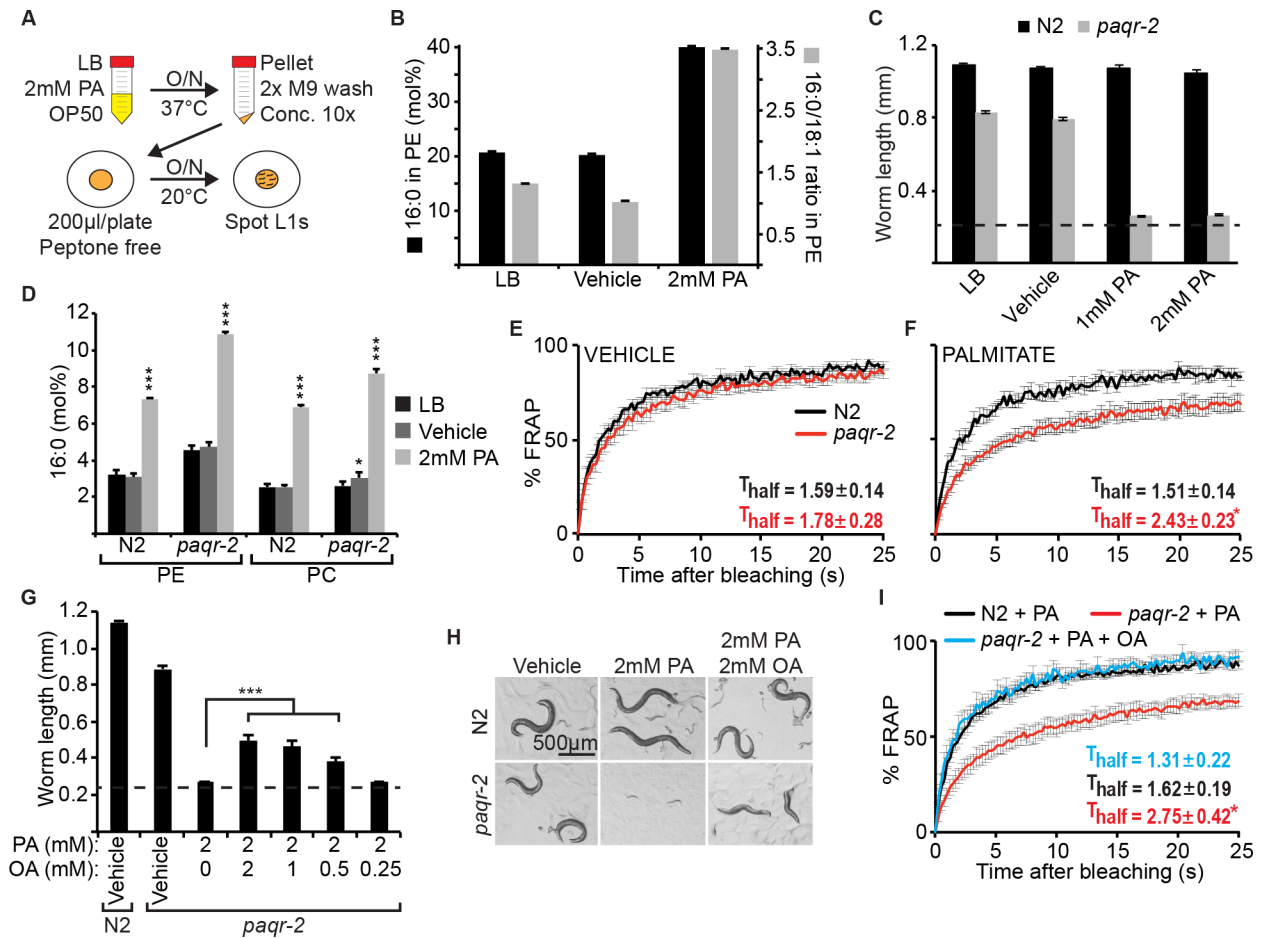 A
LB
2mM PA
OP50
O/N
37°C
Pellet
2x M9 wash
Conc. 10x
O/N
20°C
200µl/plate
Peptone free
Spot L1s
B
16:0 in PE (mol%)
40
30
20
10
16:0/18:1 ratio in PE
3.5
2.5
1.5
0.5
LB
Vehicle
2mM PA
C
N2
paqr-2
Worm length (mm)
1.2
0.8
0.4
LB
Vehicle
1mM PA
2mM PA
D
16:0 (mol%)
12
10
8
6
4
2
***
***
***
*
***
LB
Vehicle
2mM PA
N2
paqr-2
N2
paqr-2
PE
PC
E
VEHICLE
% FRAP
100
50
0
N2
paqr-2
Thalf = 1.59±0.14
Thalf = 1.78±0.28
0 5 10 15 20 25
Time after bleaching (s)
F
PALMITATE
Thalf = 1.51±0.14
Thalf = 2.43±0.23*
0 5 10 15 20 25
G
Worm length (mm)
1.2
1.0
0.8
0.6
0.4
0.2
0
***
PA (mM): Vehicle Vehicle 2 2 2 2 2
OA (mM): 0 2 1 0.5 0.25
N2
paqr-2
H
Vehicle
2mM PA
2mM PA
2mM OA
N2
500µm
paqr-2
I
N2 + PA
paqr-2 + PA
paqr-2 + PA + OA
% FRAP
100
50
0
Thalf = 1.31±0.22
Thalf = 1.62±0.19
Thalf = 2.75±0.42*
0 5 10 15 20 25
Time after bleaching (s)